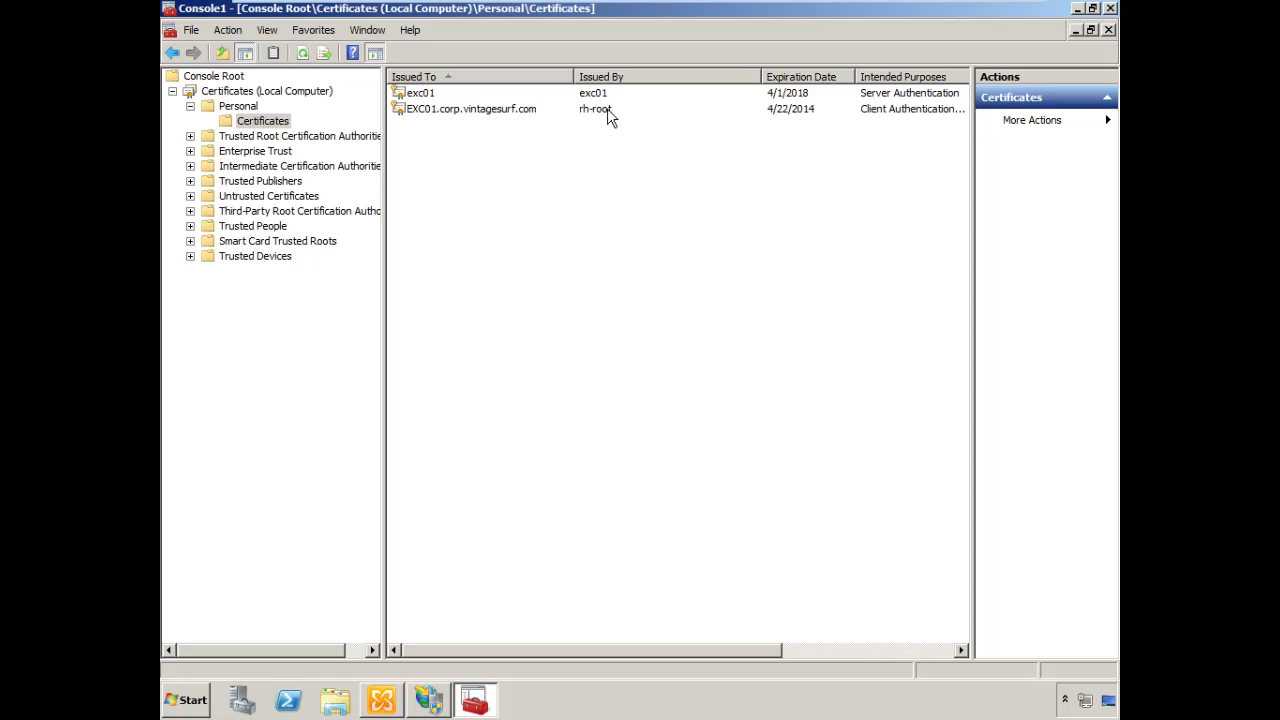 Console1 - [Console Root\Certificates (Local Computer)\Personal\Certificates]
File Action View Favorites Window Help
Console Root
Certificates (Local Computer)
Personal
Certificates
Trusted Root Certification Authoritie
Enterprise Trust
Intermediate Certification Authoritie
Trusted Publishers
Untrusted Certificates
Third-Party Root Certification Autho
Trusted People
Smart Card Trusted Roots
Trusted Devices
Issued To Issued By Expiration Date Intended Purposes
exc01 exc01 4/1/2018 Server Authentication
EXC01.corp.vintagesurf.com rh-root 4/22/2014 Client Authentication...
Actions
Certificates
More Actions
Start